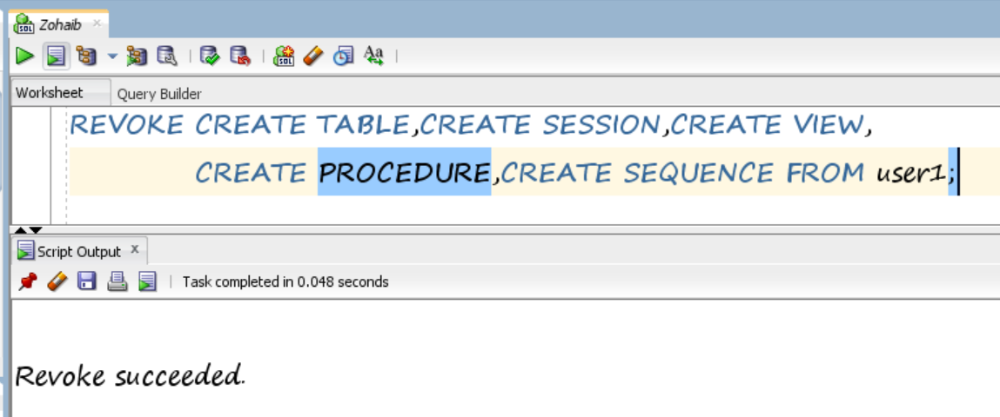 Zohaib
Worksheet Query Builder
REVOKE CREATE TABLE,CREATE SESSION,CREATE VIEW,
CREATE PROCEDURE,CREATE SEQUENCE FROM user1;
Script Output x
Task completed in 0.048 seconds
Revoke succeeded.